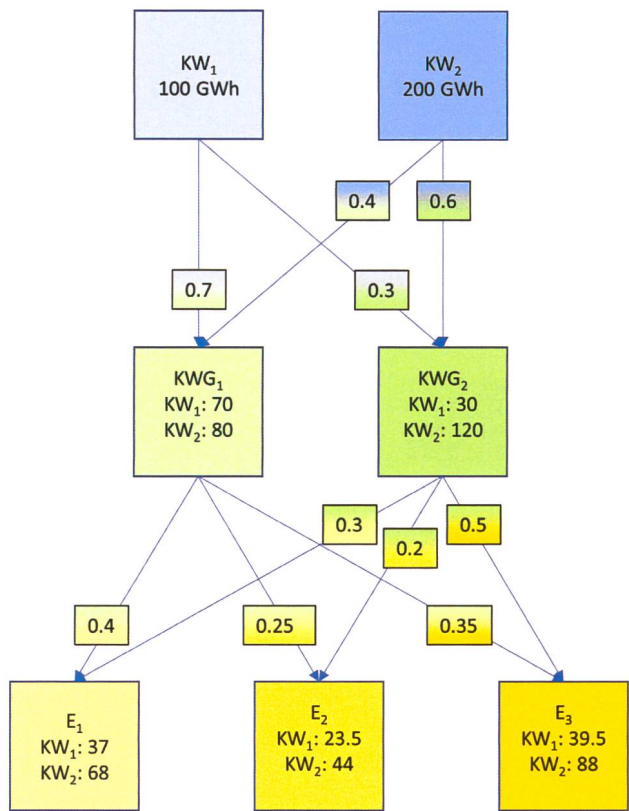 KW₁
100 GWh
KW₂
200 GWh
0.4
0.6
0.7
0.3
KWG₁
KW₁: 70
KW₂: 80
KWG₂
KW₁: 30
KW₂: 120
0.3
0.2
0.5
0.4
0.25
0.35
E₁
KW₁: 37
KW₂: 68
E₂
KW₁: 23.5
KW₂: 44
E₃
KW₁: 39.5
KW₂: 88